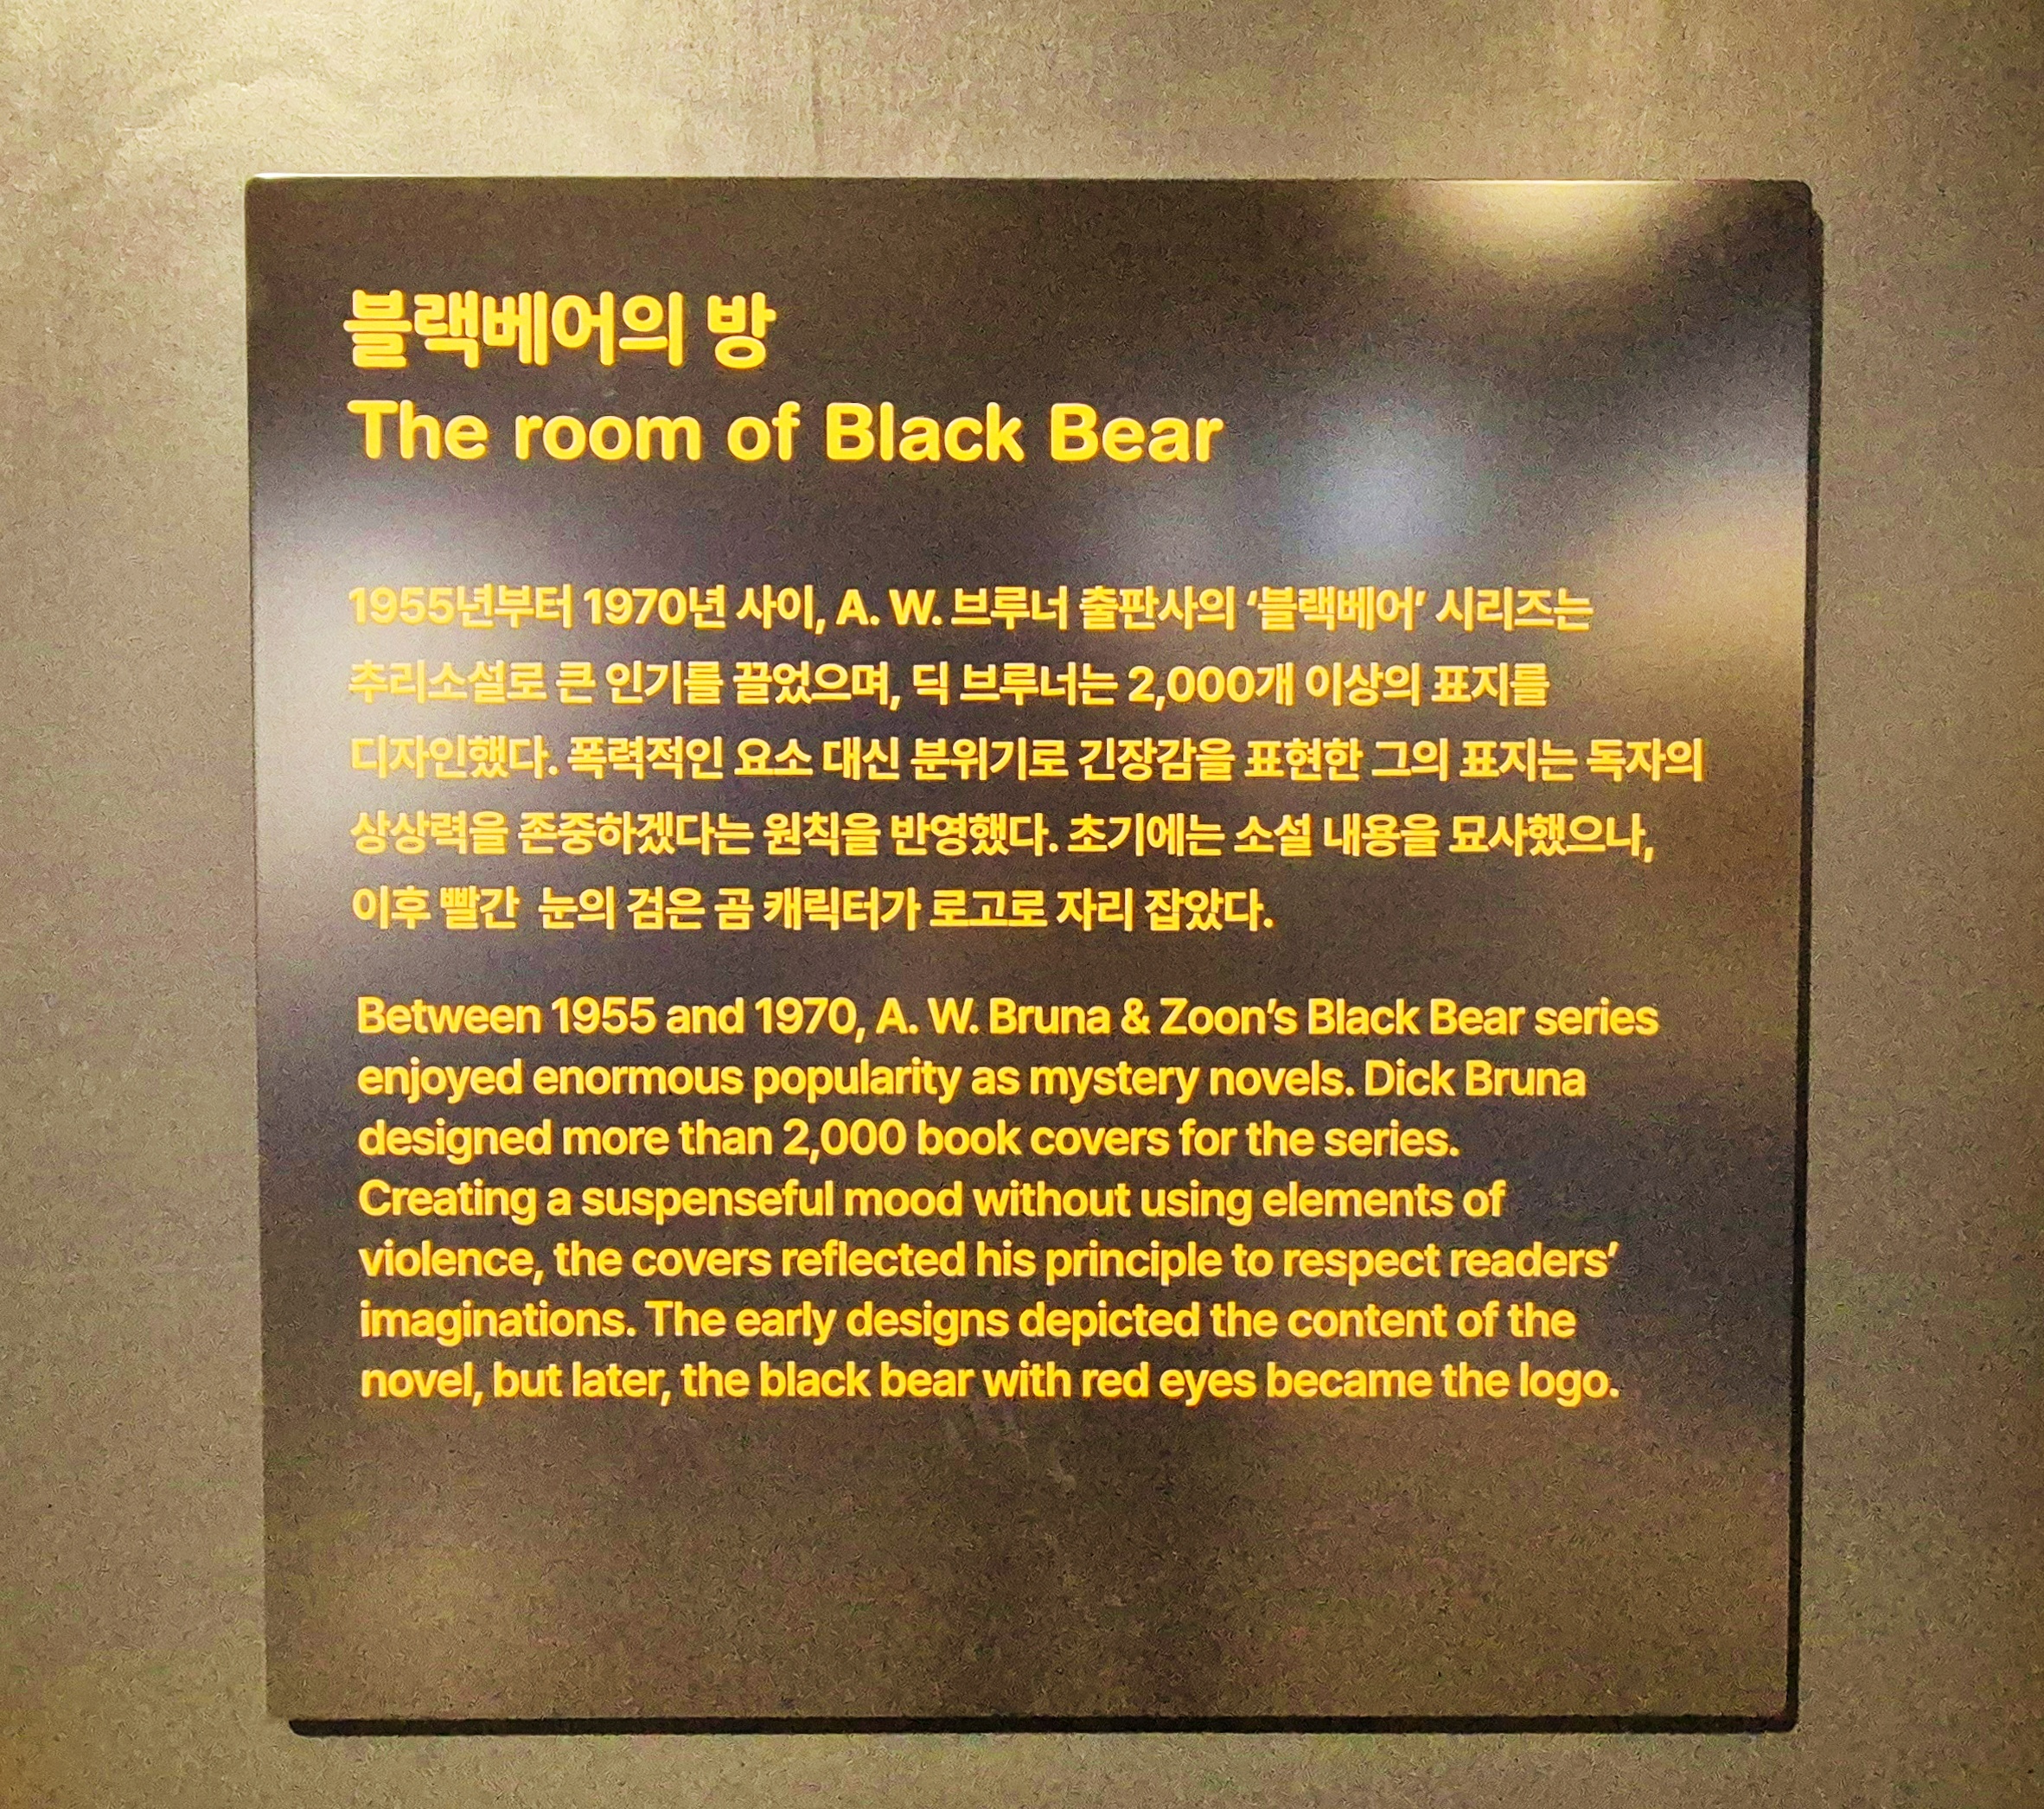 블랙베어의 방
The room of Black Bear
1955년부터 1970년 사이, A. W. 브루너 출판사의 ‘블랙베어’ 시리즈는
추리소설로 큰 인기를 끌었으며, 딕 브루너는 2,000개 이상의 표지를
디자인했다. 폭력적인 요소 대신 분위기로 긴장감을 표현한 그의 표지는 독자의
상상력을 존중하겠다는 원칙을 반영했다. 초기에는 소설 내용을 묘사했으나,
이후 빨간 눈의 검은 곰 캐릭터가 로고로 자리 잡았다.
Between 1955 and 1970, A. W. Bruna & Zoon’s Black Bear series
enjoyed enormous popularity as mystery novels. Dick Bruna
designed more than 2,000 book covers for the series.
Creating a suspenseful mood without using elements of
violence, the covers reflected his principle to respect readers’
imaginations. The early designs depicted the content of the
novel, but later, the black bear with red eyes became the logo.